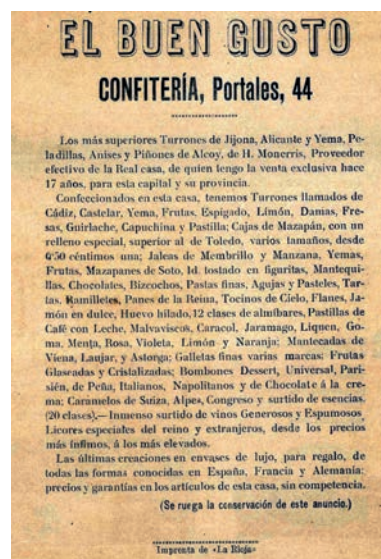 EL BUEN GUSTO
CONFITERÍA, Portales, 44
Los más superiores Turrones de Jijona, Alicante y Yema, Pe-
ladillas, Anises y Piñones de Alcoy, de H. Monerris, Proveedor
efectivo de la Real casa, de quien tengo la venta exclusiva hace
17 años, para esta capital y su provincia.
Confeccionados en esta casa, tenemos Turrones llamados de
Cádiz, Castelar, Yema, Frutas, Espigado, Limón, Damas, Fre-
sas, Guirlache, Capuchina y Pastilla; Cajas de Mazapán, con un
relleno especial, superior al de Toledo, varios tamaños, desde
0'50 céntimos una; Jaleas de Membrillo y Manzana, Yemas,
Frutas, Mazapanes de Soto, Id. tostado en figuritas, Mantequi-
llas, Chocolates, Bizcochos, Pastas finas, Agujas y Pasteles, Tar-
tas, Ramilletes, Panes de la Reina, Tocinos de Cielo, Flanes, Ja-
món en dulce, Huevo hilado, 12 clases de almíbares, Pastillas de
Café con Leche, Malvaviscos, Caracol, Jaramago, Liquen, Go-
ma, Menta, Rosa, Violeta, Limón y Naranja; Mantecadas de
Viena, Laujar, y Astorga; Galletas finas varias marcas; Frutas
Glaseadas y Cristalizadas; Bombones Dessert, Universal, Pari-
sién, de Peña, Italianos, Napolitanos y de Chocolate á la cre-
ma; Caramelos de Suiza, Alpes, Congreso y surtido de esencias
(20 clases).—Inmenso surtido de vinos Generosos y Espumosos
Licores especiales del reino y extranjeros, desde los precios
más ínfimos, á los más elevados.
Las últimas creaciones en envases de lujo, para regalo, de
todas las formas conocidas en España, Francia y Alemania:
precios y garantías en los artículos de esta casa, sin competencia.
(Se ruega la conservación de este anuncio.)
Imprenta de «La Rioja»